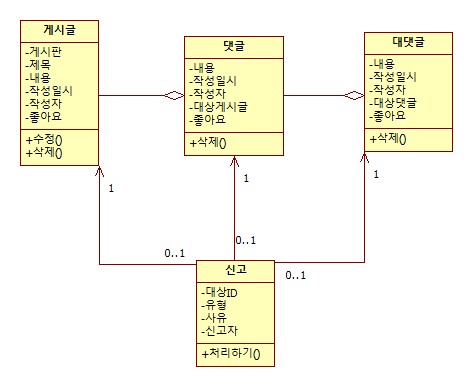 게시글
-게시판
-제목
-내용
-작성일시
-작성자
-좋아요
+수정()
+삭제()
댓글
-내용
-작성일시
-작성자
-대상게시글
-좋아요
+삭제()
대댓글
-내용
-작성일시
-작성자
-대상댓글
-좋아요
+삭제()
1
1
1
0..1
0..1
0..1
신고
-대상ID
-유형
-사유
-신고자
+처리하기()